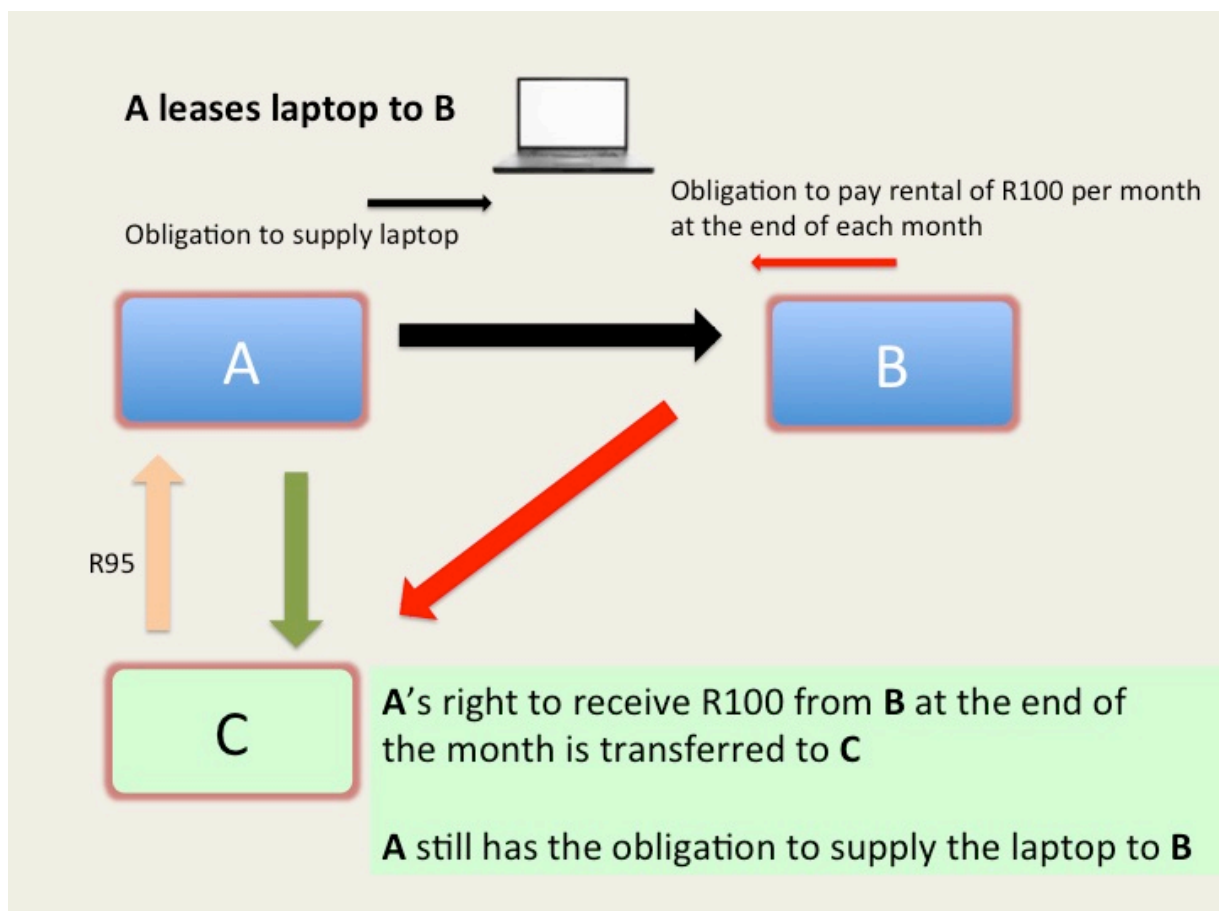 A leases laptop to B
Obligation to pay rental of R100 per month
at the end of each month
Obligation to supply laptop
A
B
R95
C
A's right to receive R100 from B at the end of
the month is transferred to C
A still has the obligation to supply the laptop to B